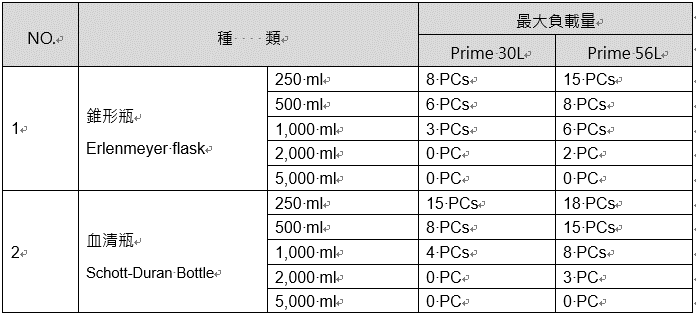 NO. 種 類 最大負載量
Prime 30L Prime 56L
1 錐形瓶 Erlenmeyer flask 250 ml 8 PCs 15 PCs
500 ml 6 PCs 8 PCs
1,000 ml 3 PCs 6 PCs
2,000 ml 0 PC 2 PC
5,000 ml 0 PC 0 PC
2 血清瓶 Schott-Duran Bottle 250 ml 15 PCs 18 PCs
500 ml 8 PCs 15 PCs
1,000 ml 4 PCs 8 PCs
2,000 ml 0 PC 3 PC
5,000 ml 0 PC 0 PC